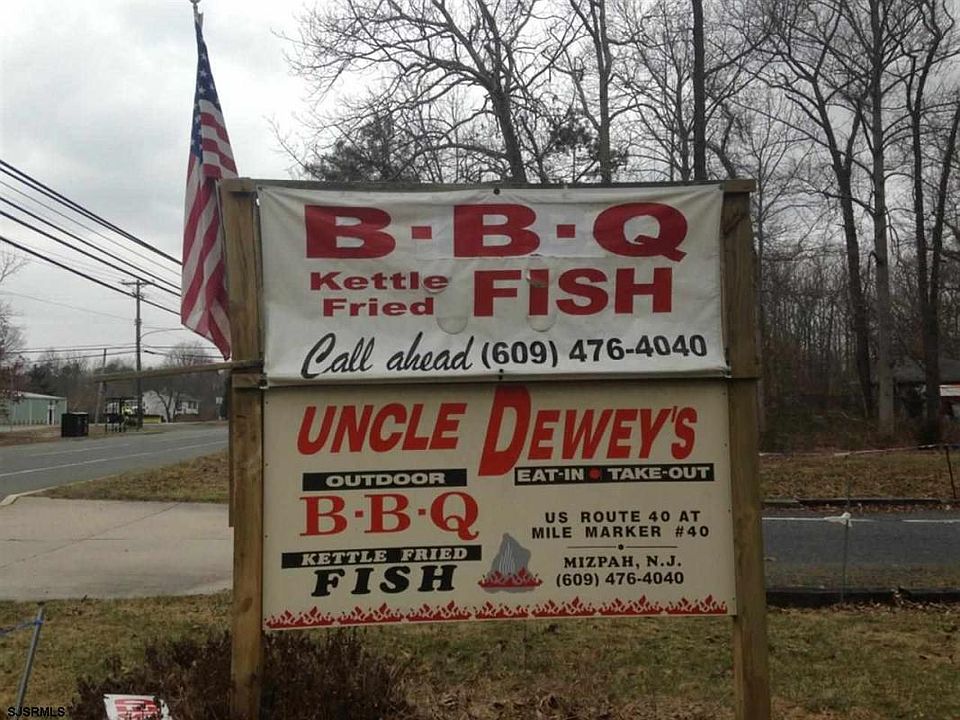 B-B-Q
Kettle Fried FISH
Call ahead (609) 476-4040
UNCLE DEWEY'S
OUTDOOR
B-B-Q
KETTLE FRIED
FISH
EAT-IN • TAKE-OUT
US ROUTE 40 AT
MILE MARKER #40
MIZPAH, N.J.
(609) 476-4040
SJSRMLS